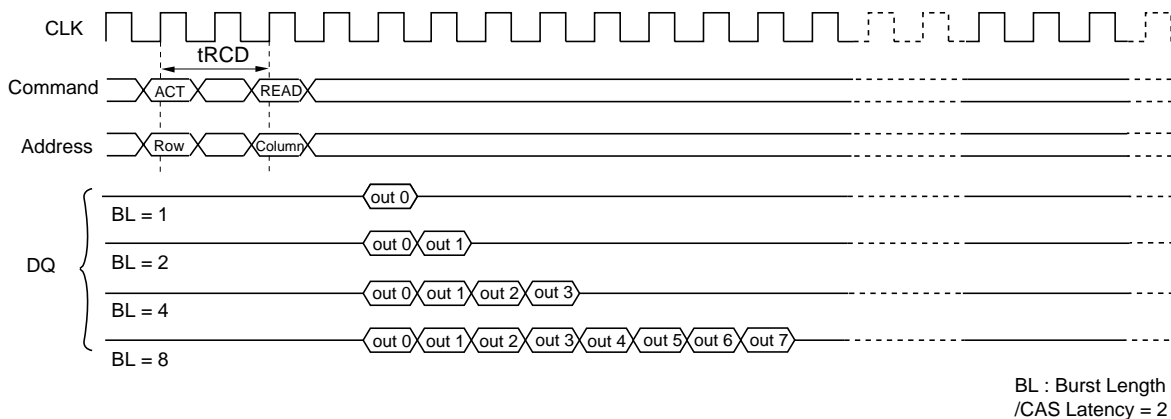 CLK
tRCD
Command ACT READ
Address Row Column
DQ
BL = 1 out 0
BL = 2 out 0 out 1
BL = 4 out 0 out 1 out 2 out 3
BL = 8 out 0 out 1 out 2 out 3 out 4 out 5 out 6 out 7
BL : Burst Length
/CAS Latency = 2